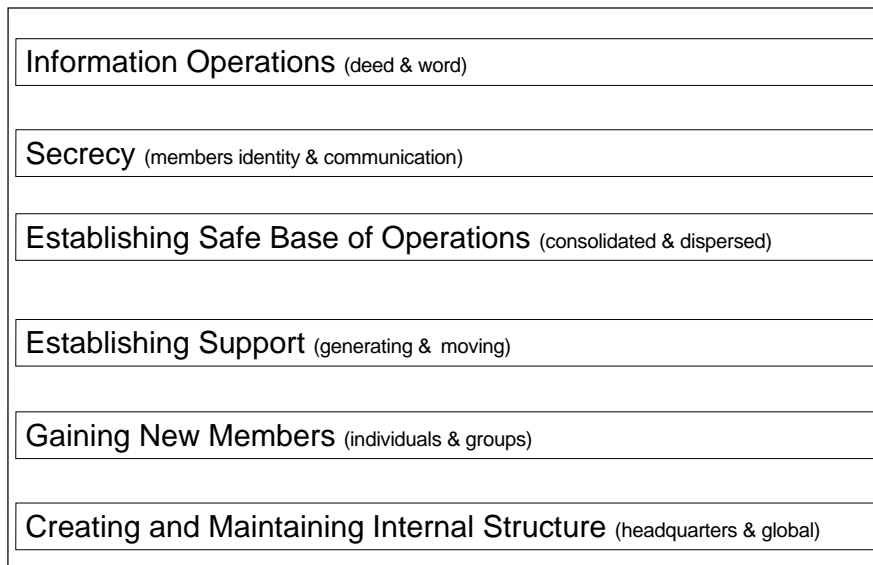 Information Operations (deed & word)
Secrecy (members identity & communication)
Establishing Safe Base of Operations (consolidated & dispersed)
Establishing Support (generating & moving)
Gaining New Members (individuals & groups)
Creating and Maintaining Internal Structure (headquarters & global)